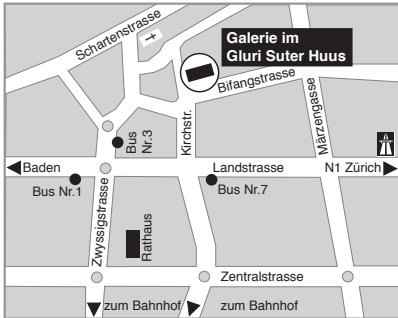 Schartenstrasse
Galerie im
Gluri Suter Huus
Bifangstrasse
Märzengasse
Bus
Nr.3
Kirchstr.
Baden
Landstrasse
N1 Zürich
Bus Nr.1
Bus Nr.7
Zwyssigstrasse
Rathaus
Zentralstrasse
zum Bahnhof
zum Bahnhof